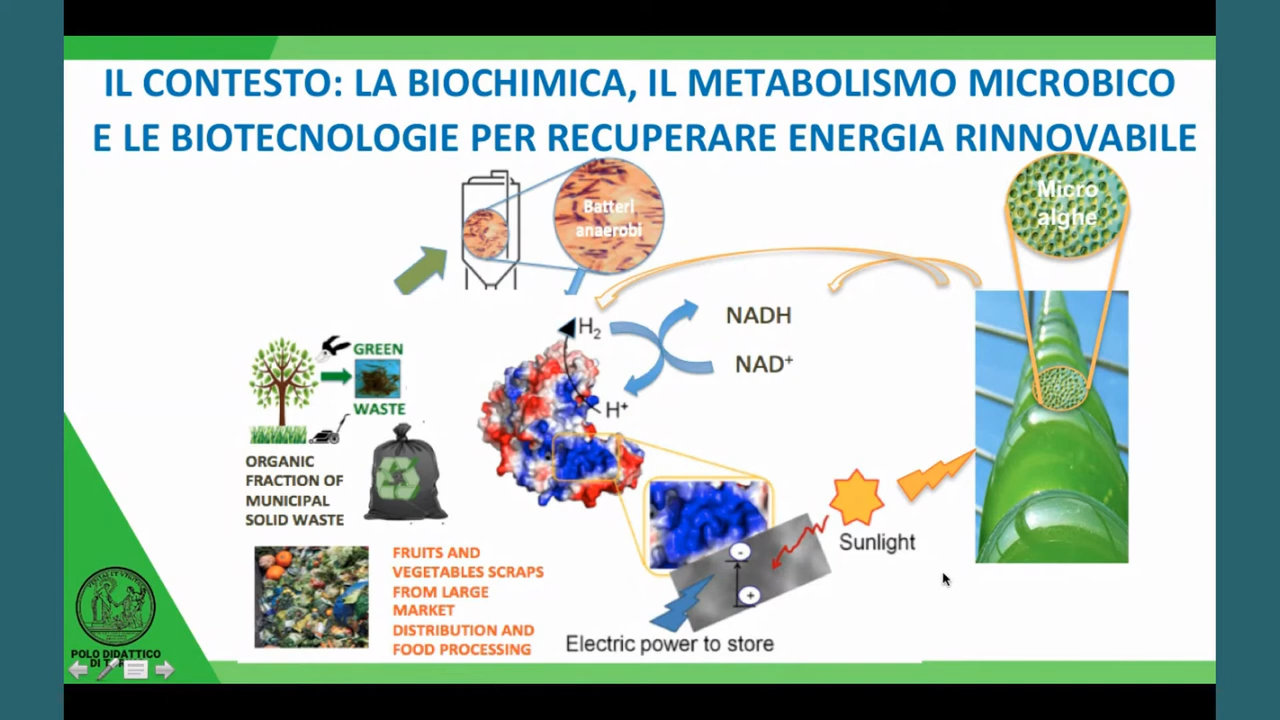 IL CONTESTO: LA BIOCHIMICA, IL METABOLISMO MICROBICO
E LE BIOTECNOLOGIE PER RECUPERARE ENERGIA RINNOVABILE
Batteri
anaerobi
Micro
alghe
H₂
NADH
NAD⁺
H⁺
GREEN
WASTE
ORGANIC
FRACTION OF
MUNICIPAL
SOLID WASTE
FRUITS AND
VEGETABLES SCRAPS
FROM LARGE
MARKET
DISTRIBUTION AND
FOOD PROCESSING
-
+
Sunlight
Electric power to store
POLO DIDATTICO